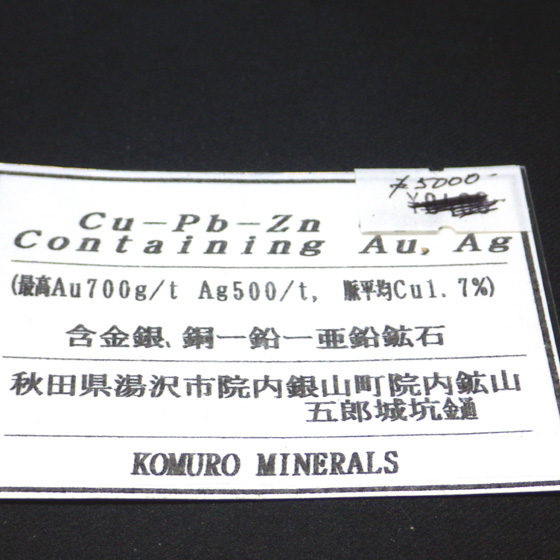 ¥5000-
Cu-Pb-Zn
Containing Au, Ag
(最高Au700g/t Ag500/t, 脈平均Cu1.7%)
含金銀、銅ー鉛ー亜鉛鉱石
秋田県湯沢市院内銀山町院内鉱山
五郎城坑鎚
KOMURO MINERALS